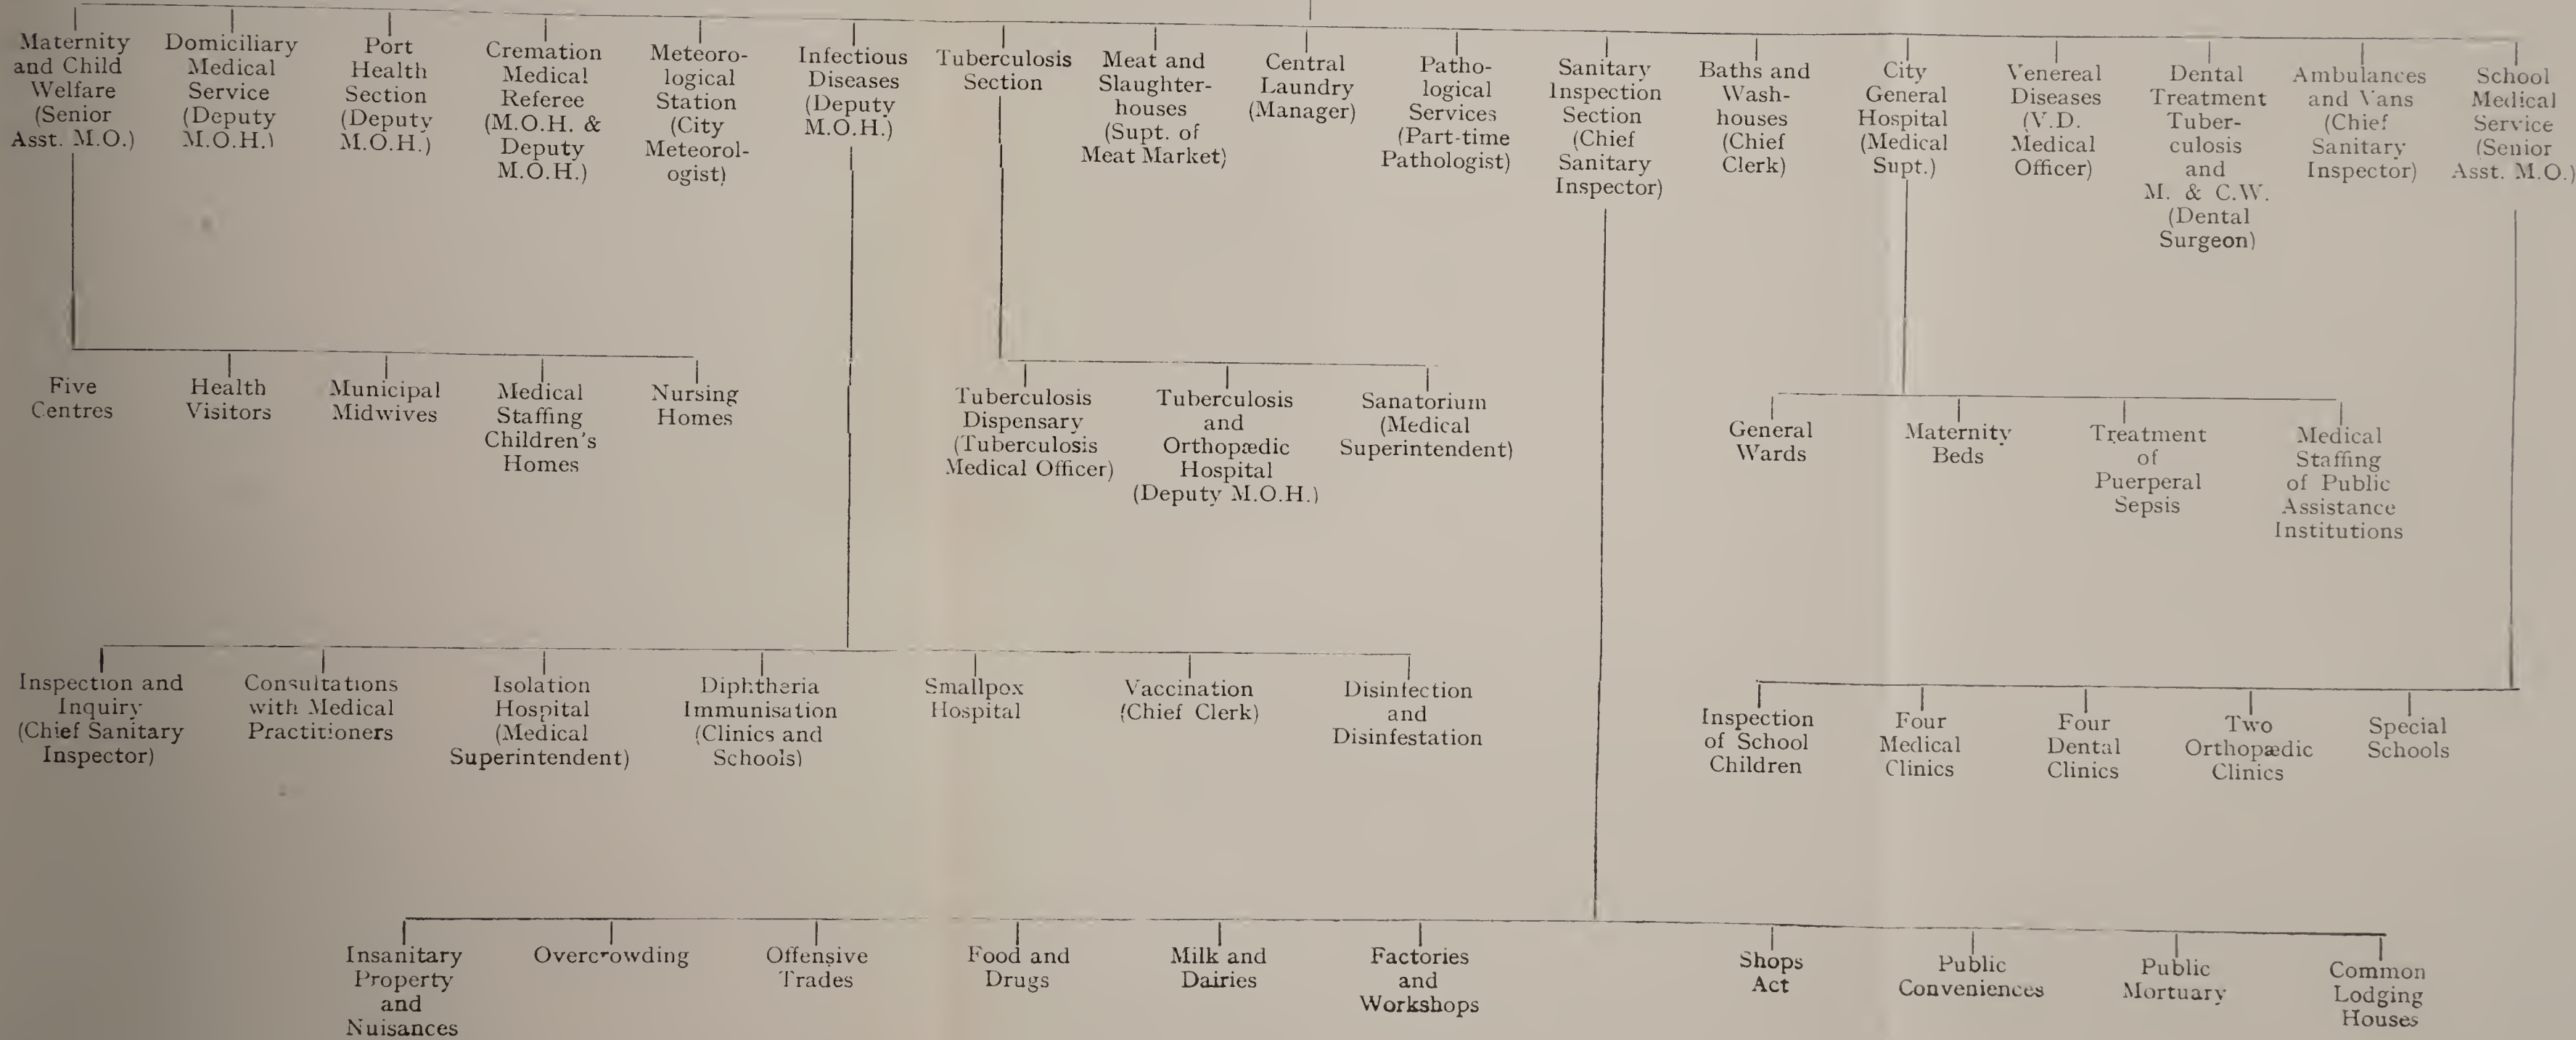 Maternity
and Child
Welfare
(Senior
Asst. M.O.)
Domiciliary
Medical
Service
(Deputy
M.O.H.)
Port
Health
Section
(Deputy
M.O.H.)
Cremation
Medical
Referee
(M.O.H. &
Deputy
M.O.H.)
Meteoro-
logical
Station
(City
Meteorol-
ogist)
Infectious
Diseases
(Deputy
M.O.H.)
Tuberculosis
Section
Meat and
Slaughter-
houses
(Supt. of
Meat Market)
Central
Laundry
(Manager)
Patho-
logical
Services
(Part-time
Pathologist)
Sanitary
Inspection
Section
(Chief
Sanitary
Inspector)
Baths and
Wash-
houses
(Chief
Clerk)
City
General
Hospital
(Medical
Supt.)
Venereal
Diseases
(V.D.
Medical
Officer)
Dental
Treatment
Tuber-
culosis
and
M. & C.W.
(Dental
Surgeon)
Ambulances
and Vans
(Chief
Sanitary
Inspector)
School
Medical
Service
(Senior
Asst. M.O.)
Five
Centres
Health
Visitors
Municipal
Midwives
Medical
Staffing
Children's
Homes
Nursing
Homes
Tuberculosis
Dispensary
(Tuberculosis
Medical Officer)
Tuberculosis
and
Orthopædic
Hospital
(Deputy M.O.H.)
Sanatorium
(Medical
Superintendent)
General
Wards
Maternity
Beds
Treatment
of
Puerperal
Sepsis
Medical
Staffing
of Public
Assistance
Institutions
Inspection and
Inquiry
(Chief Sanitary
Inspector)
Consultations
with Medical
Practitioners
Isolation
Hospital
(Medical
Superintendent)
Diphtheria
Immunisation
(Clinics and
Schools)
Smallpox
Hospital
Vaccination
(Chief Clerk)
Disinfection
and
Disinfestation
Inspection
of School
Children
Four
Medical
Clinics
Four
Dental
Clinics
Two
Orthopædic
Clinics
Special
Schools
Insanitary
Property
and
Nuisances
Overcrowding
Offensive
Trades
Food and
Drugs
Milk and
Dairies
Factories
and
Workshops
Shops
Act
Public
Conveniences
Public
Mortuary
Common
Lodging
Houses